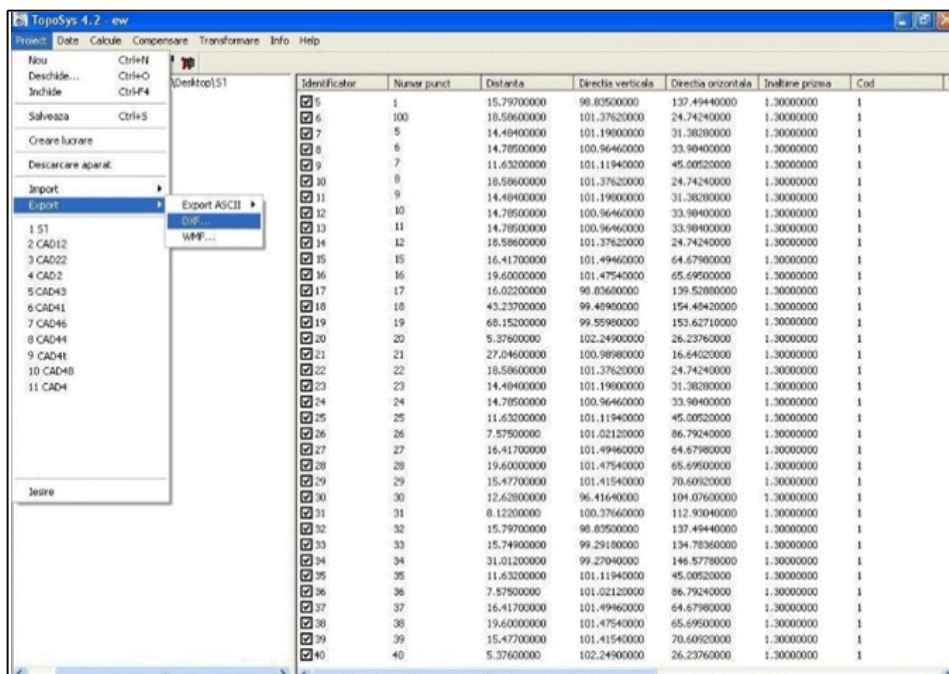 TopoSys 4.2 - ew
Proiect Date Calcule Compensare Transformare Info Help
Nou Ctrl+N
Deschide... Ctrl+O
Inchide Ctrl-F4
Salveaza Ctrl+S
Creare lucrare
Descarcare aparat
Import
Export
1 S1
2 CAD12
3 CAD22
4 CAD2
5 CAD43
6 CAD41
7 CAD46
8 CAD44
9 CAD4t
10 CAD48
11 CAD4
Iesire
Export ASCII
DXF...
WMF...
\Desktop\S1
Identificator Numar punct Distanta Directia verticala Directia orizontala Inaltime prizma Cod
5 1 15.79700000 98.83500000 137.49440000 1.30000000 1
6 100 18.58600000 101.37620000 24.74240000 1.30000000 1
7 5 14.48400000 101.19800000 31.38280000 1.30000000 1
8 6 14.78500000 100.96460000 33.98400000 1.30000000 1
9 7 11.63200000 101.11940000 45.00520000 1.30000000 1
10 8 18.58600000 101.37620000 24.74240000 1.30000000 1
11 9 14.48400000 101.19800000 31.38280000 1.30000000 1
12 10 14.78500000 100.96460000 33.98400000 1.30000000 1
13 11 14.78500000 100.96460000 33.98400000 1.30000000 1
14 12 18.58600000 101.37620000 24.74240000 1.30000000 1
15 15 16.41700000 101.49460000 64.67980000 1.30000000 1
16 16 19.60000000 101.47540000 65.69500000 1.30000000 1
17 17 16.02200000 98.83680000 139.52880000 1.30000000 1
18 18 43.23700000 99.48980000 154.48420000 1.30000000 1
19 19 68.15200000 99.55980000 153.62710000 1.30000000 1
20 20 5.37600000 102.24900000 26.23760000 1.30000000 1
21 21 27.04600000 100.98980000 16.64020000 1.30000000 1
22 22 18.58600000 101.37620000 24.74240000 1.30000000 1
23 23 14.48400000 101.19800000 31.38280000 1.30000000 1
24 24 14.78500000 100.96460000 33.98400000 1.30000000 1
25 25 11.63200000 101.11940000 45.00520000 1.30000000 1
26 26 7.57500000 101.02120000 86.79240000 1.30000000 1
27 27 16.41700000 101.49460000 64.67980000 1.30000000 1
28 28 19.60000000 101.47540000 65.69500000 1.30000000 1
29 29 15.47700000 101.41540000 70.60920000 1.30000000 1
30 30 12.62800000 96.41640000 104.07600000 1.30000000 1
31 31 8.12200000 100.37660000 112.93040000 1.30000000 1
32 32 15.79700000 98.83500000 137.49440000 1.30000000 1
33 33 15.74900000 99.29180000 134.78360000 1.30000000 1
34 34 31.01200000 99.27040000 146.57780000 1.30000000 1
35 35 11.63200000 101.11940000 45.00520000 1.30000000 1
36 36 7.57500000 101.02120000 86.79240000 1.30000000 1
37 37 16.41700000 101.49460000 64.67980000 1.30000000 1
38 38 19.60000000 101.47540000 65.69500000 1.30000000 1
39 39 15.47700000 101.41540000 70.60920000 1.30000000 1
40 40 5.37600000 102.24900000 26.23760000 1.30000000 1